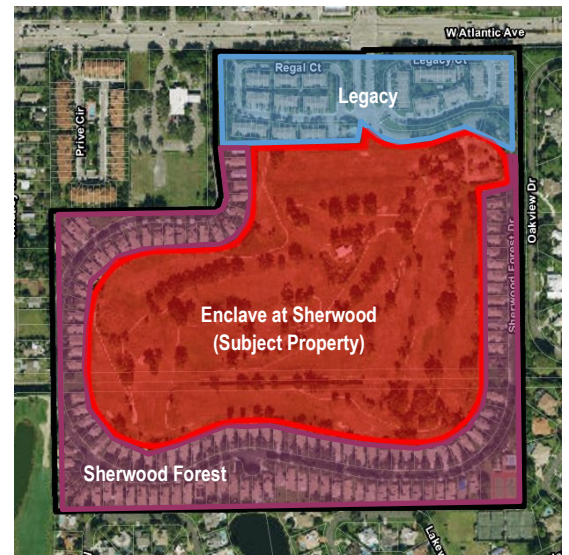 W Atlantic Ave
Regal Ct
Legacy Ct
Legacy
Prive Cir
Oakview Dr
Sherwood Forest Dr
Enclave at Sherwood
(Subject Property)
Sherwood Forest